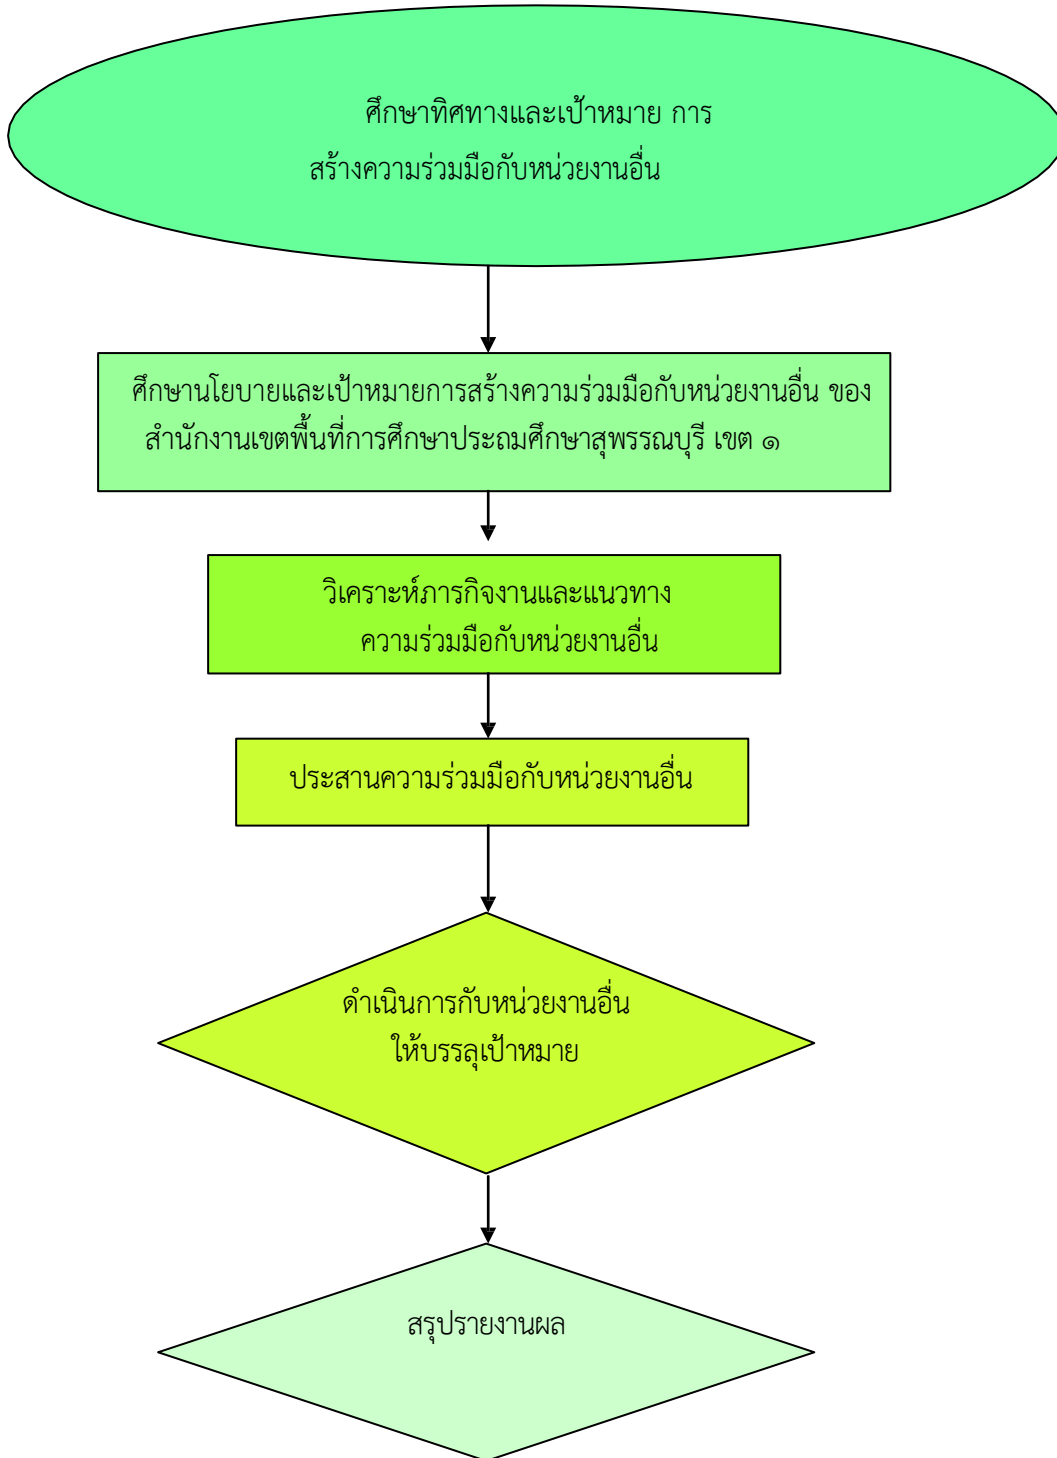 ศึกษาทิศทางและเป้าหมาย การ
สร้างความร่วมมือกับหน่วยงานอื่น
ศึกษานโยบายและเป้าหมายการสร้างความร่วมมือกับหน่วยงานอื่น ของ
สำนักงานเขตพื้นที่การศึกษาประถมศึกษาสุพรรณบุรี เขต ๑
วิเคราะห์ภารกิจงานและแนวทาง
ความร่วมมือกับหน่วยงานอื่น
ประสานความร่วมมือกับหน่วยงานอื่น
ดำเนินการกับหน่วยงานอื่น
ให้บรรลุเป้าหมาย
สรุปรายงานผล